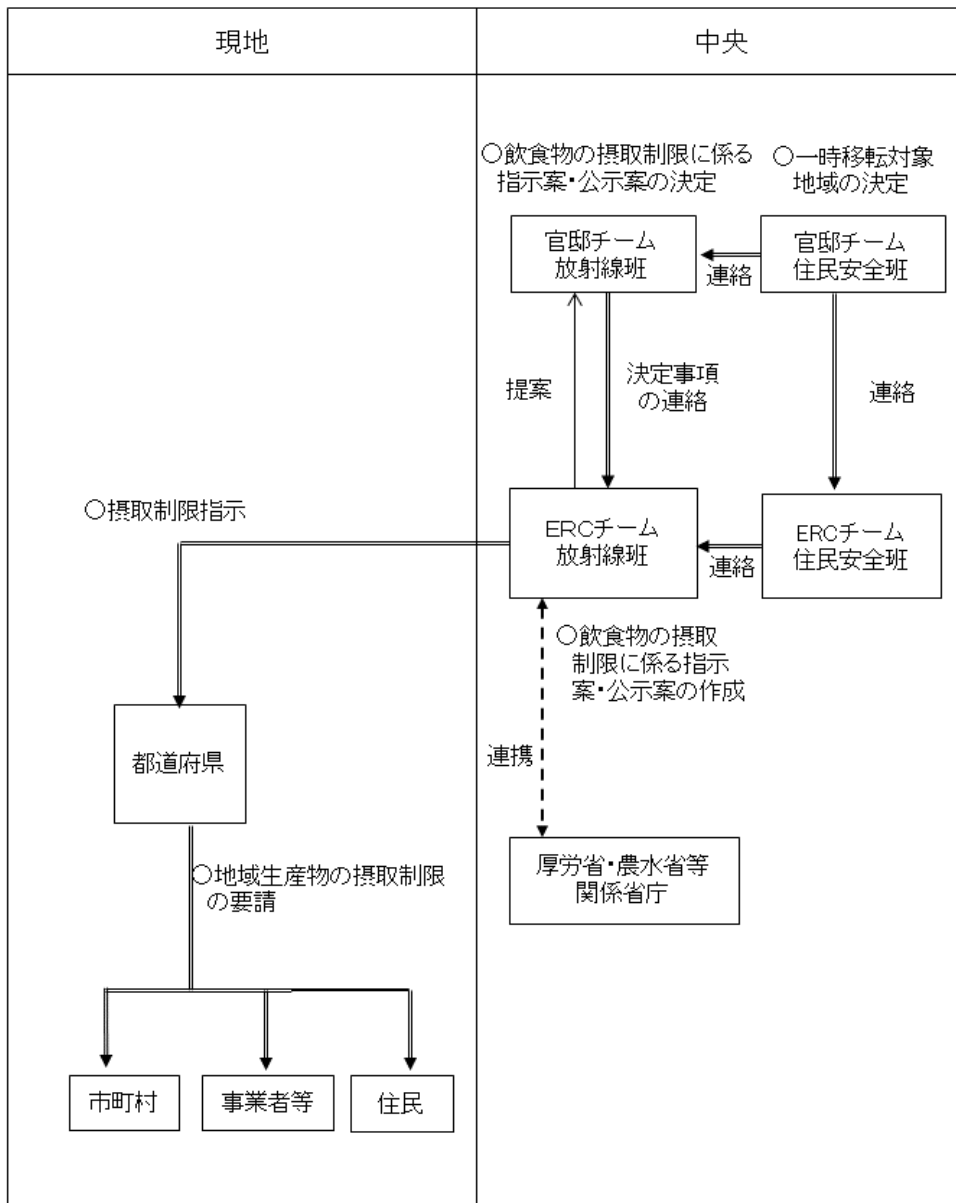 現地
中央
○飲食物の摂取制限に係る
指示案・公示案の決定
○一時移転対象
地域の決定
官邸チーム
放射線班
連絡
官邸チーム
住民安全班
提案
決定事項
の連絡
連絡
○摂取制限指示
ERCチーム
放射線班
連絡
ERCチーム
住民安全班
○飲食物の摂取
制限に係る指示
案・公示案の作成
都道府県
連携
厚労省・農水省等
関係省庁
○地域生産物の摂取制限
の要請
市町村
事業者等
住民